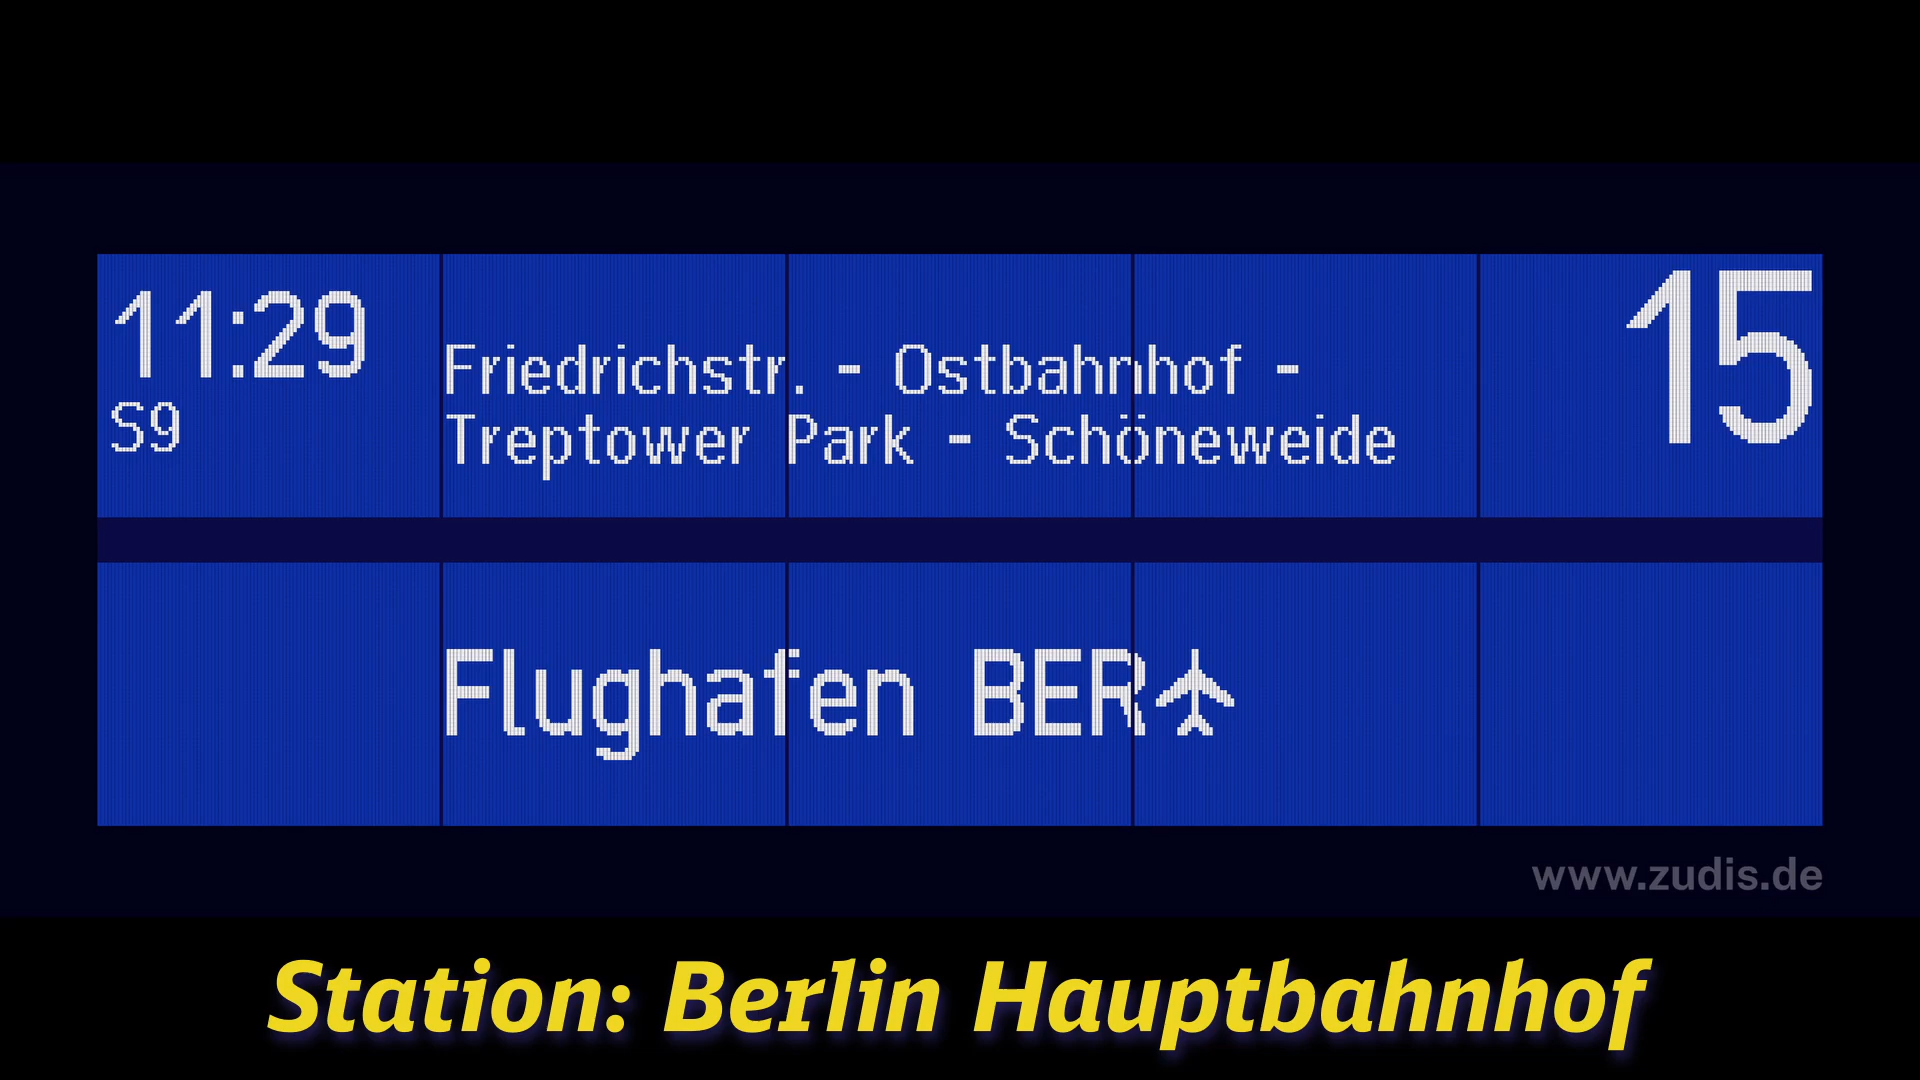 11:29
S9
Friedrichstr. - Ostbahnhof -
Treptower Park - Schöneweide
15
Flughafen BER
www.zudis.de
Station: Berlin Hauptbahnhof